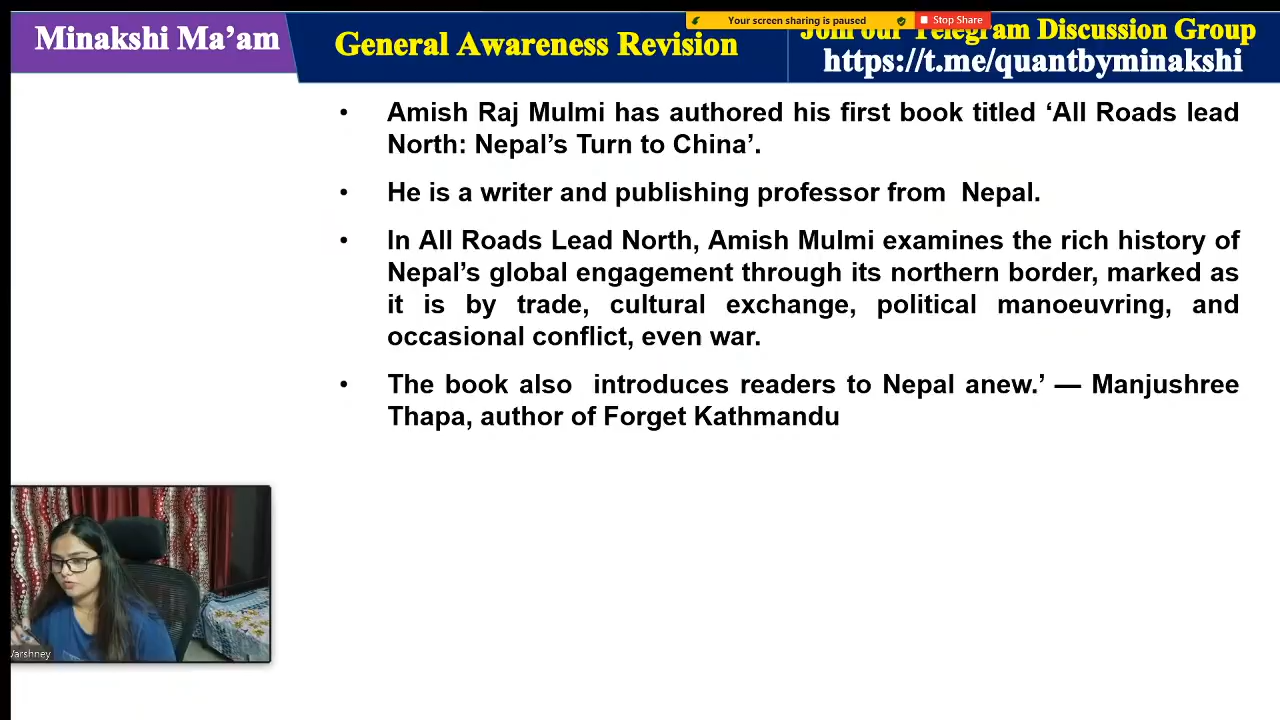 Minakshi Ma’am
General Awareness Revision
Your screen sharing is paused
Stop Share
Join our Telegram Discussion Group
https://t.me/quantbyminakshi
• Amish Raj Mulmi has authored his first book titled ‘All Roads lead
North: Nepal’s Turn to China’.
• He is a writer and publishing professor from Nepal.
• In All Roads Lead North, Amish Mulmi examines the rich history of
Nepal’s global engagement through its northern border, marked as
it is by trade, cultural exchange, political manoeuvring, and
occasional conflict, even war.
• The book also introduces readers to Nepal anew.’ — Manjushree
Thapa, author of Forget Kathmandu
Varshney